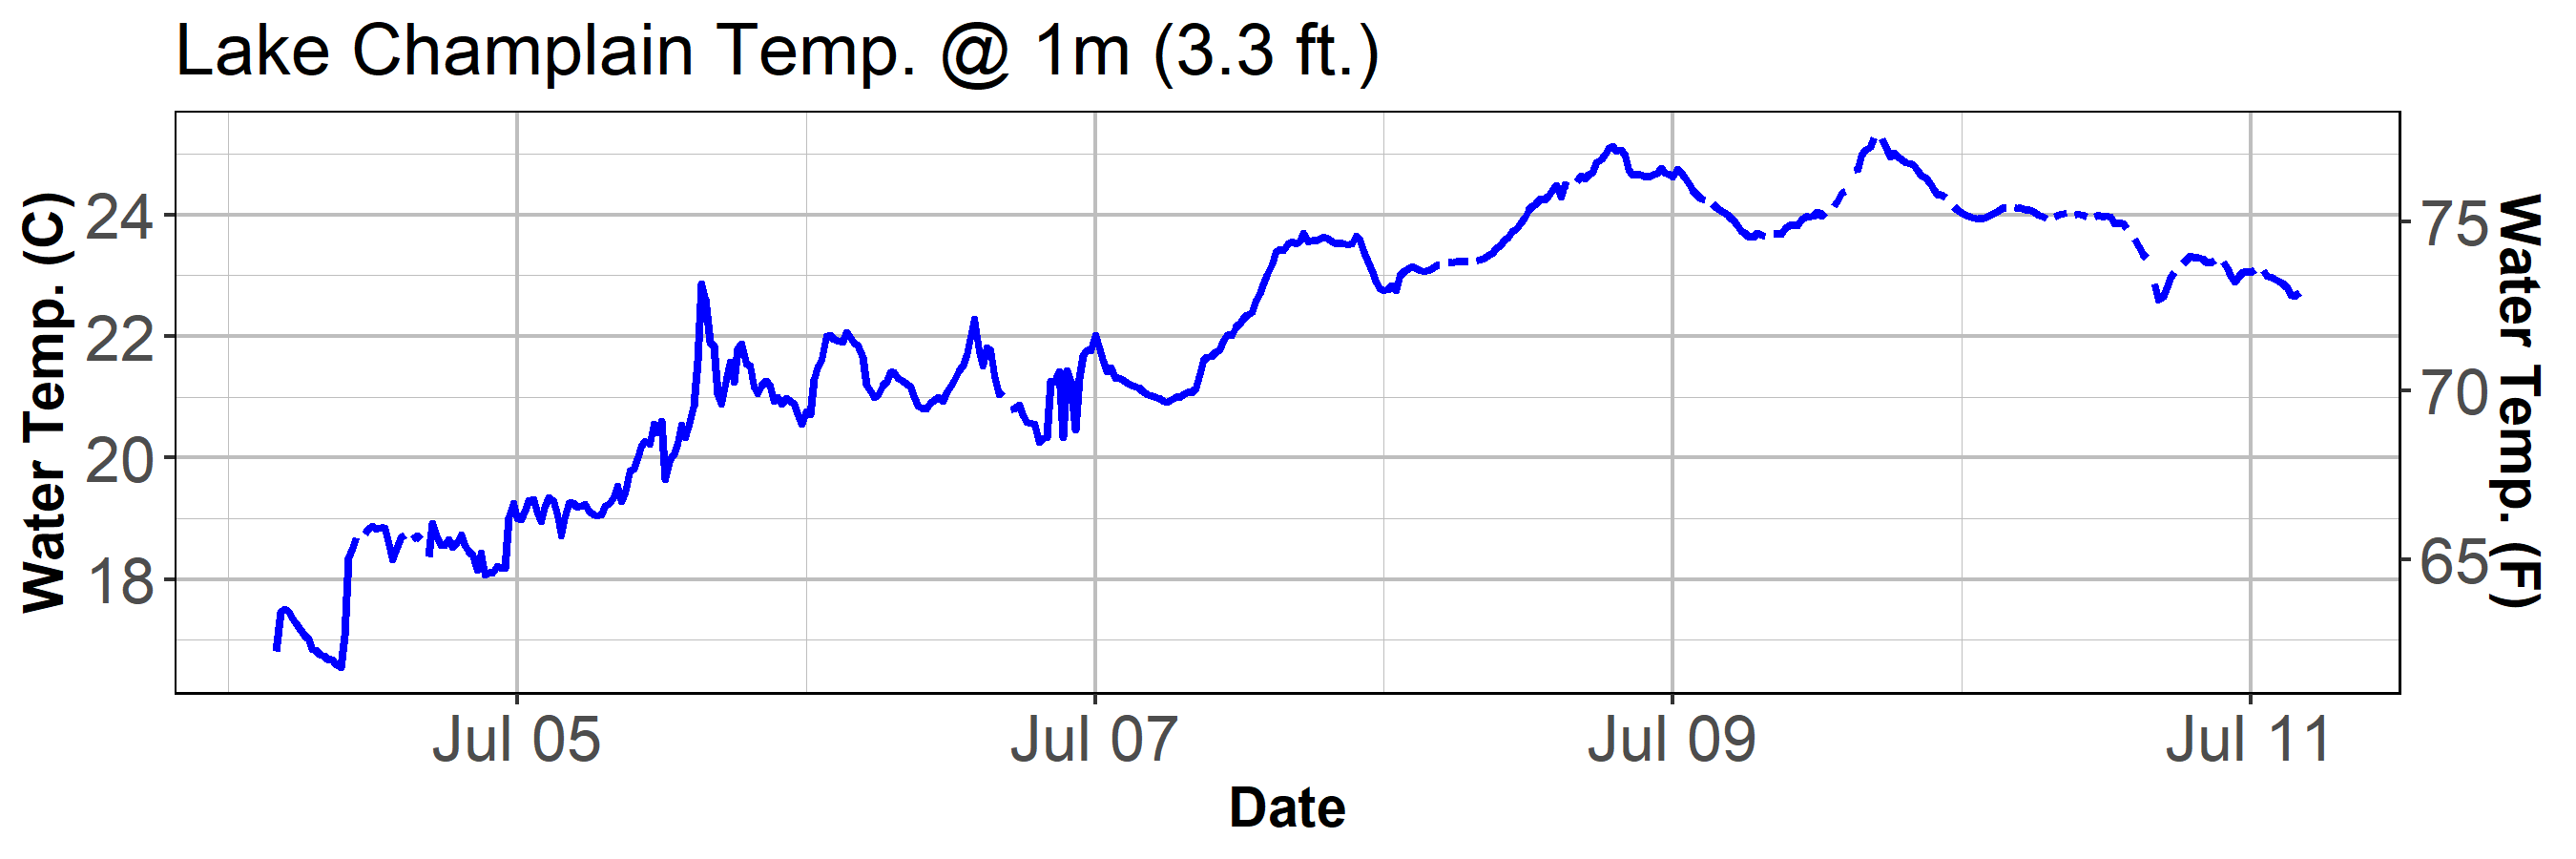 Lake Champlain Temp. @ 1m (3.3 ft.)
Water Temp. (C)
24
22
20
18
75
70
65
Water Temp. (F)
Jul 05
Jul 07
Jul 09
Jul 11
Date